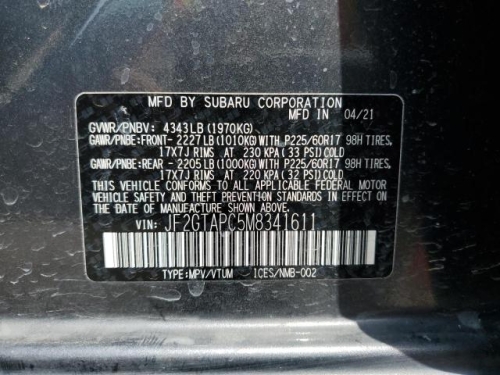 MFD BY SUBARU CORPORATION
MFD IN 04/21
GVWR/PNBV: 4343LB (1970KG)
GAWR/PNBE:FRONT-2227LB (1010KG) WITH P225/60R17 98H TIRES,
17X7J RIMS AT 230 KPA (33 PSI) COLD
GAWR/PNBE:REAR -2205LB (1000KG) WITH P225/60R17 98H TIRES,
17X7J RIMS AT 220 KPA (32 PSI) COLD
THIS VEHICLE CONFORMS TO ALL APPLICABLE FEDERAL MOTOR
VEHICLE SAFETY, BUMPER, AND THEFT PREVENTION STANDARDS
IN EFFECT ON THE DATE OF MANUFACTURE SHOWN ABOVE.
VIN: JF2GTAPC5M8341611
TYPE:MPV/VTUM ICES/NMB-002